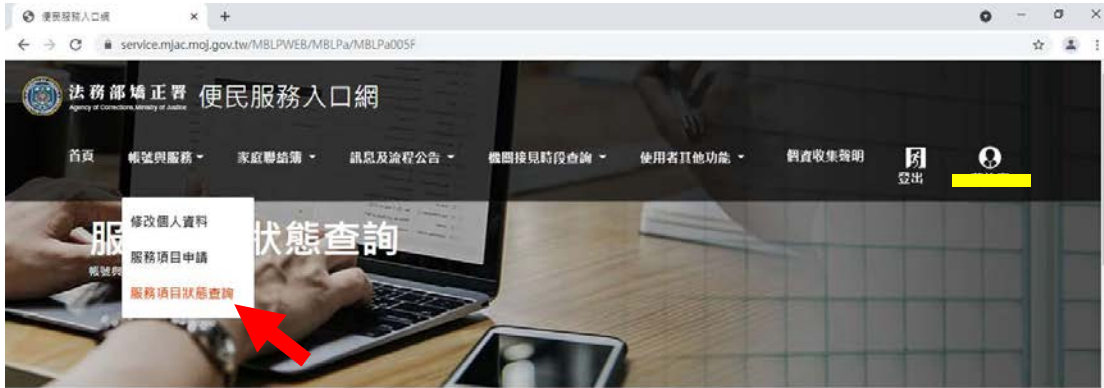 便民服務入口網
service.mjac.moj.gov.tw/MBLPWEB/MBLPa/MBLPa005F
法務部矯正署 便民服務入口網
Agency of Corrections, Ministry of Justice
首頁 帳號與服務 家庭聯絡簿 訊息及流程公告 機關接見時段查詢 使用者其他功能 個資收集聲明 登出
服 狀態查詢
帳號與
修改個人資料
服務項目申請
服務項目狀態查詢